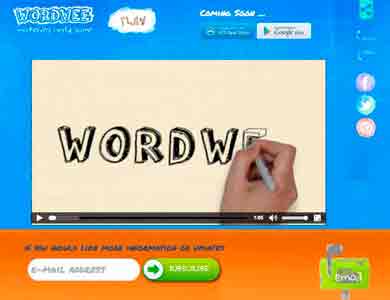 WORDWEE
PLAY
Coming Soon ...
Google play
WORDWE
1:05
If you would like more information or updates
E-MAIL ADDRESS
SUBSCRIBE
Email